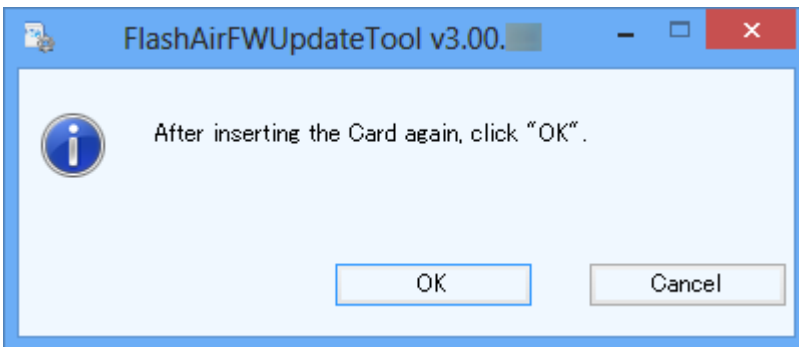 FlashAirFWUpdateTool v3.00.
After inserting the Card again, click "OK".
OK
Cancel